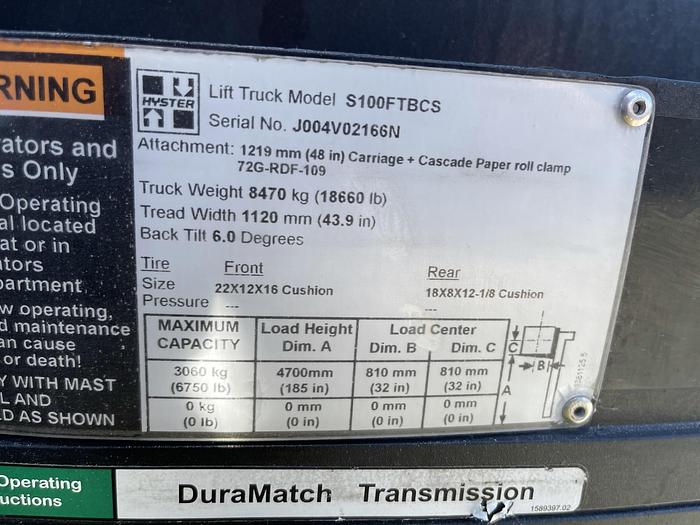 RNING
ators and
s Only
Operating
al located
at or in
ators
partment.
w operating,
d maintenance
an cause
or death!
Y WITH MAST
L AND
D AS SHOWN
HYSTER
Lift Truck Model S100FTBCS
Serial No. J004V02166N
Attachment: 1219 mm (48 in) Carriage + Cascade Paper roll clamp
72G-RDF-109
Truck Weight 8470 kg (18660 lb)
Tread Width 1120 mm (43.9 in)
Back Tilt 6.0 Degrees
Tire Front Rear
Size 22X12X16 Cushion 18X8X12-1/8 Cushion
Pressure --- ---
MAXIMUM CAPACITY Load Height Dim. A Load Center Dim. B Dim. C
3060 kg (6750 lb) 4700mm (185 in) 810 mm (32 in) 810 mm (32 in)
0 kg (0 lb) 0 mm (0 in) 0 mm (0 in) 0 mm (0 in)
C
B
A
Operating
uctions
DuraMatch Transmission
1589397.02